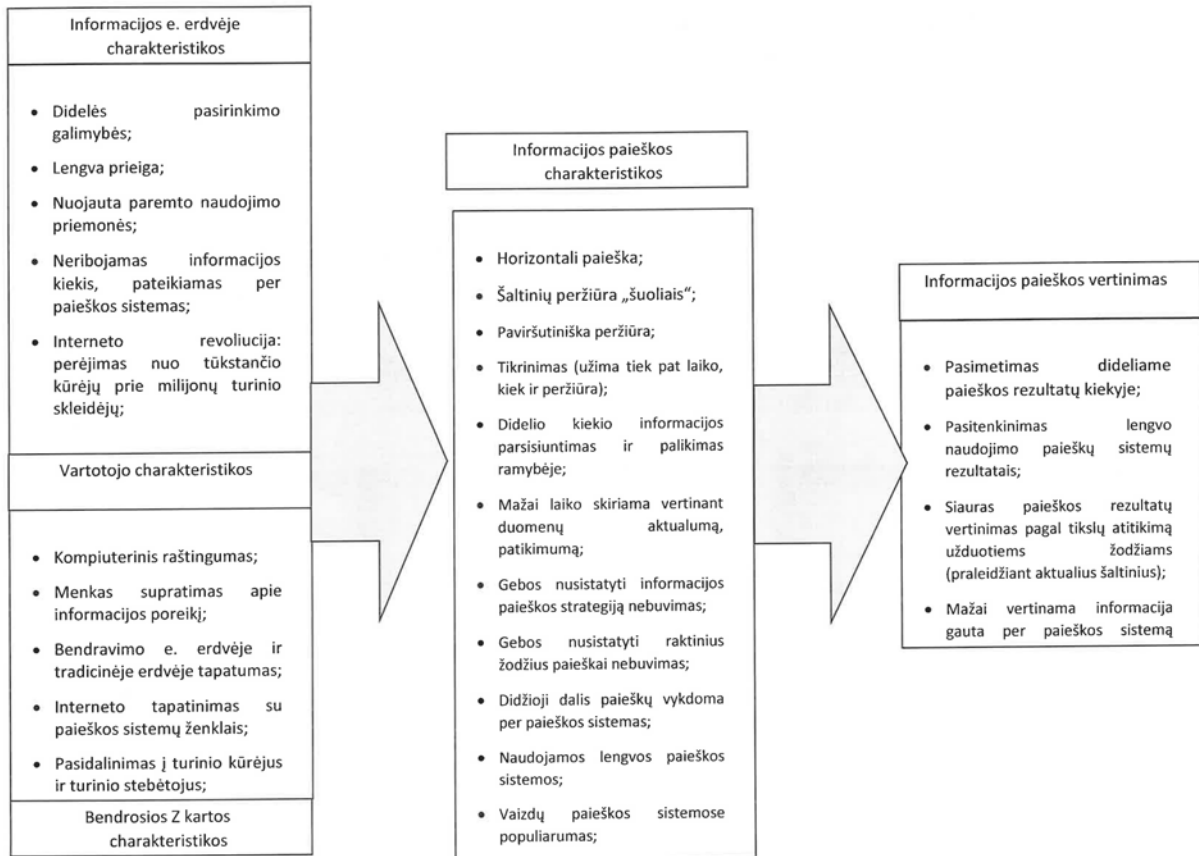 Informacijos e. erdvėje
charakteristikos
• Didelės pasirinkimo
galimybės;
• Lengva prieiga;
• Nuojauta paremto naudojimo
priemonės;
• Neribojamas informacijos
kiekis, pateikiamas per
paieškos sistemas;
• Interneto revoliucija:
perėjimas nuo tūkstančio
kūrėjų prie milijonų turinio
skleidėjų;
Vartotojo charakteristikos
• Kompiuterinis raštingumas;
• Menkas supratimas apie
informacijos poreikį;
• Bendravimo e. erdvėje ir
tradicinėje erdvėje tapatumas;
• Interneto tapatinimas su
paieškos sistemų ženklais;
• Pasidalinimas į turinio kūrėjus
ir turinio stebėtojus;
Bendrosios Z kartos
charakteristikos
Informacijos paieškos
charakteristikos
• Horizontali paieška;
• Šaltinių peržiūra „šuoliais“;
• Paviršutiniška peržiūra;
• Tikrinimas (užima tiek pat laiko,
kiek ir peržiūra);
• Didelio kiekio informacijos
parsisiuntimas ir palikimas
ramybėje;
• Mažai laiko skiriama vertinant
duomenų aktualumą,
patikimumą;
• Gebos nusistatyti informacijos
paieškos strategiją nebuvimas;
• Gebos nusistatyti raktinius
žodžius paieškai nebuvimas;
• Didžioji dalis paieškų vykdoma
per paieškos sistemas;
• Naudojamos lengvos paieškos
sistemos;
• Vaizdų paieškos sistemose
populiarumas;
Informacijos paieškos vertinimas
• Pasimetimas dideliame
paieškos rezultatų kiekyje;
• Pasitenkinimas lengvo
naudojimo paieškų sistemų
rezultatais;
• Siauras paieškos rezultatų
vertinimas pagal tikslų atitikimą
užduotiems žodžiams
(praleidžiant aktualius šaltinius);
• Mažai vertinama informacija
gauta per paieškos sistemą